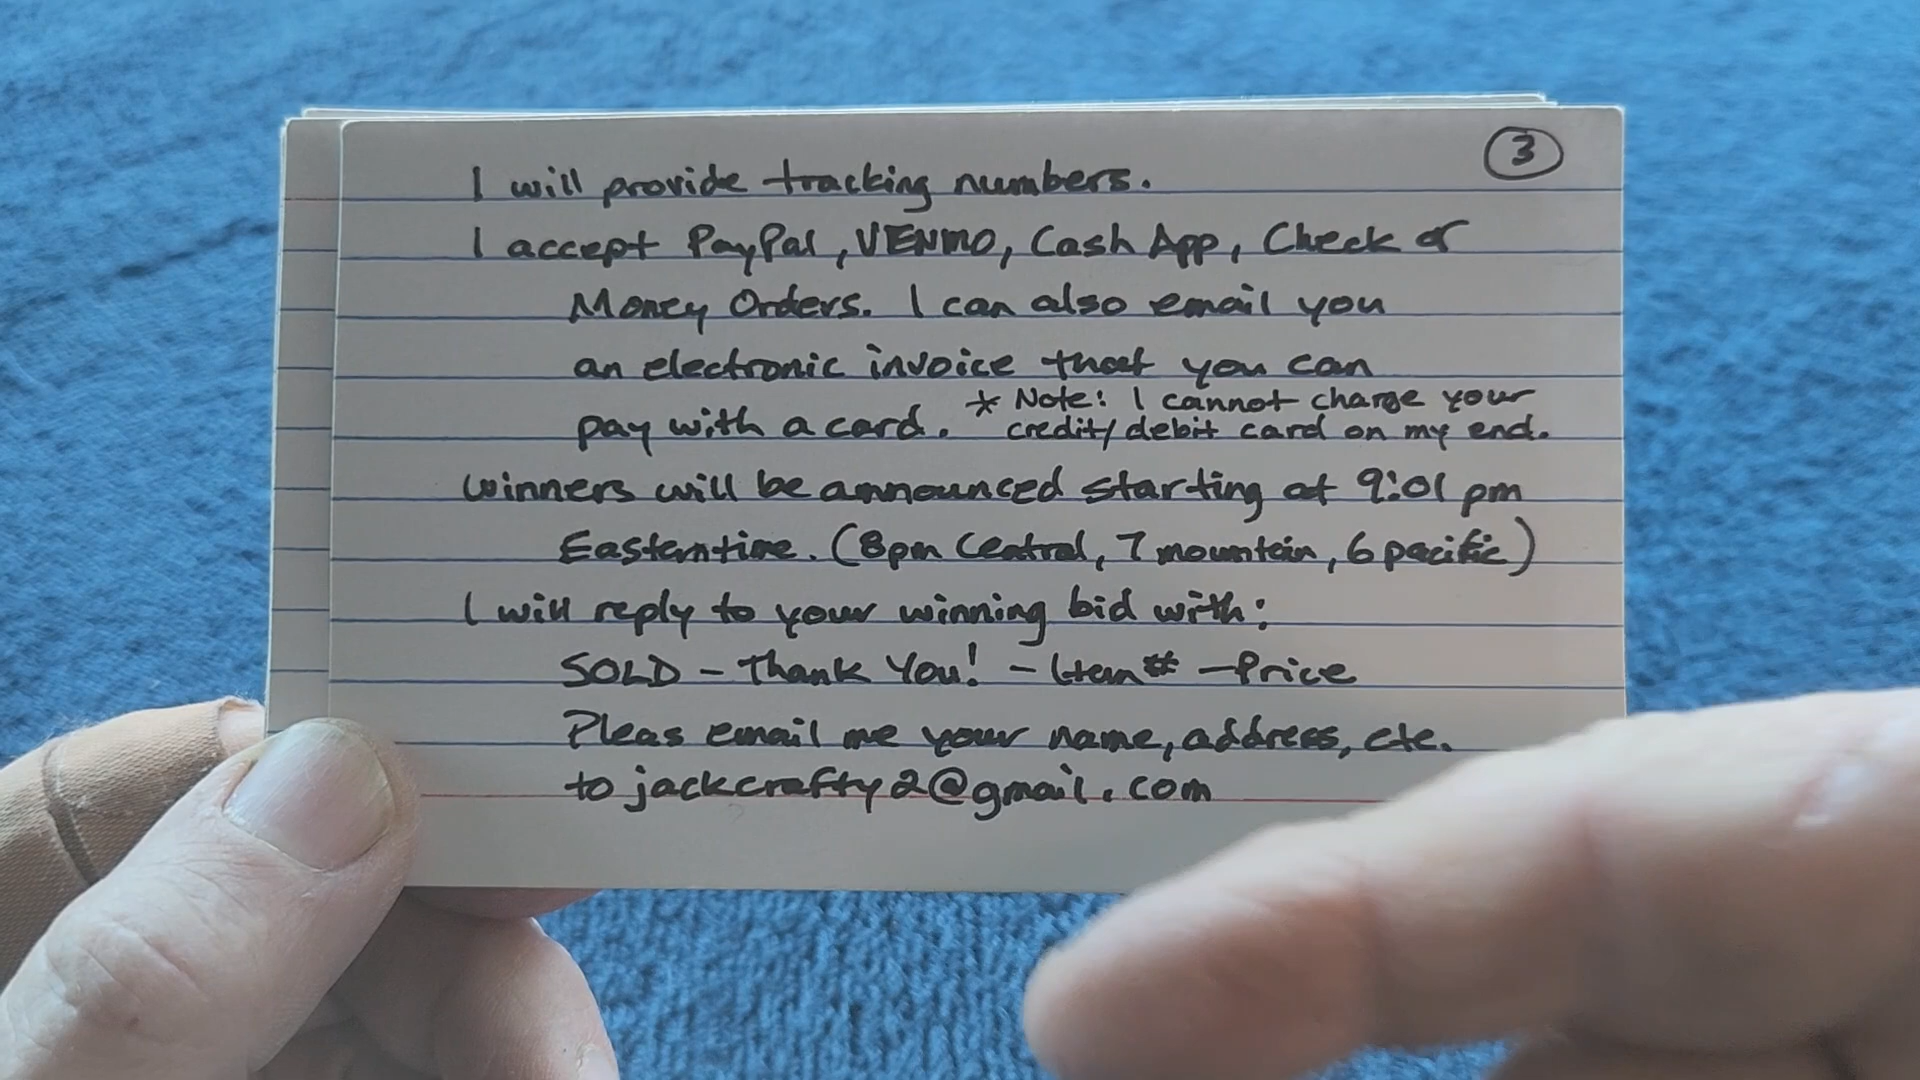 3
I will provide tracking numbers.
I accept PayPal, VENMO, Cash App, Check or
Money Orders. I can also email you
an electronic invoice that you can
pay with a card. * Note: I cannot charge your
credit/debit card on my end.
Winners will be announced starting at 9:01 pm
Eastern time. (8pm Central, 7 mountain, 6 pacific)
I will reply to your winning bid with:
SOLD - Thank You! - Item # - Price
Pleas email me your name, address, etc.
to jackcrafty2@gmail.com